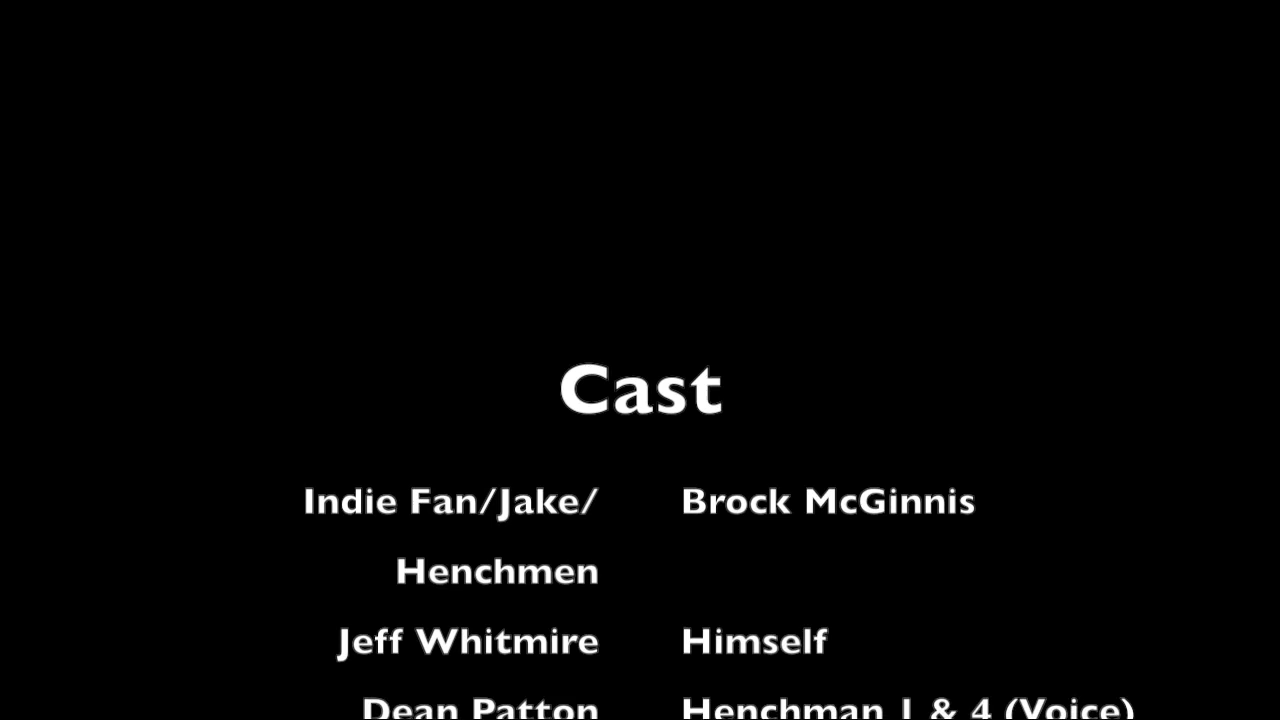 Cast
Indie Fan/Jake/ Brock McGinnis
Henchmen
Jeff Whitmire Himself
Dean Patton Henchman 1 & 4 (Voice)